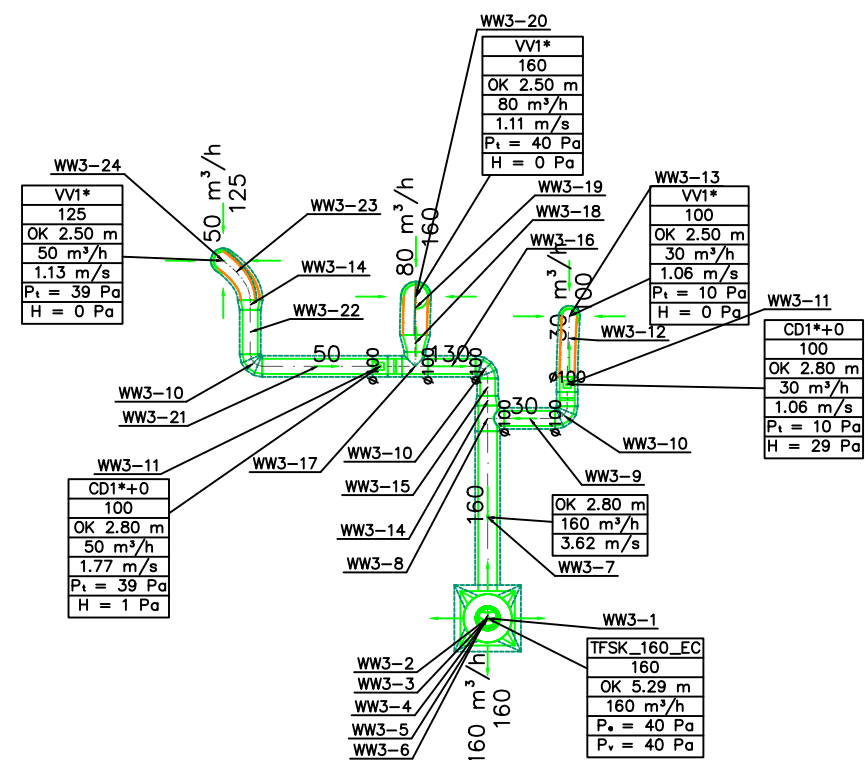 WW3-20
VV1*
160
OK 2.50 m
80 m³/h
1.11 m/s
Pₜ = 40 Pa
H = 0 Pa
WW3-24
VV1*
125
OK 2.50 m
50 m³/h
1.13 m/s
Pₜ = 39 Pa
H = 0 Pa
50 m³/h
125
WW3-23
80 m³/h
160
WW3-19
WW3-18
WW3-16
WW3-13
VV1*
100
OK 2.50 m
30 m³/h
1.06 m/s
Pₜ = 10 Pa
H = 0 Pa
30 m³/h
100
WW3-14
WW3-22
WW3-12
WW3-11
CD1*+0
100
OK 2.80 m
30 m³/h
1.06 m/s
Pₜ = 10 Pa
H = 29 Pa
50
ø100
ø100
130
ø100
ø100
WW3-10
WW3-21
WW3-11
WW3-17
WW3-10
WW3-15
WW3-14
WW3-8
ø100
30
ø100
WW3-10
WW3-9
CD1*+0
100
OK 2.80 m
50 m³/h
1.77 m/s
Pₜ = 39 Pa
H = 1 Pa
160
OK 2.80 m
160 m³/h
3.62 m/s
WW3-7
WW3-1
WW3-2
WW3-3
WW3-4
WW3-5
WW3-6
160 m³/h
160
TFSK_160_EC
160
OK 5.29 m
160 m³/h
Pₑ = 40 Pa
Pᵥ = 40 Pa